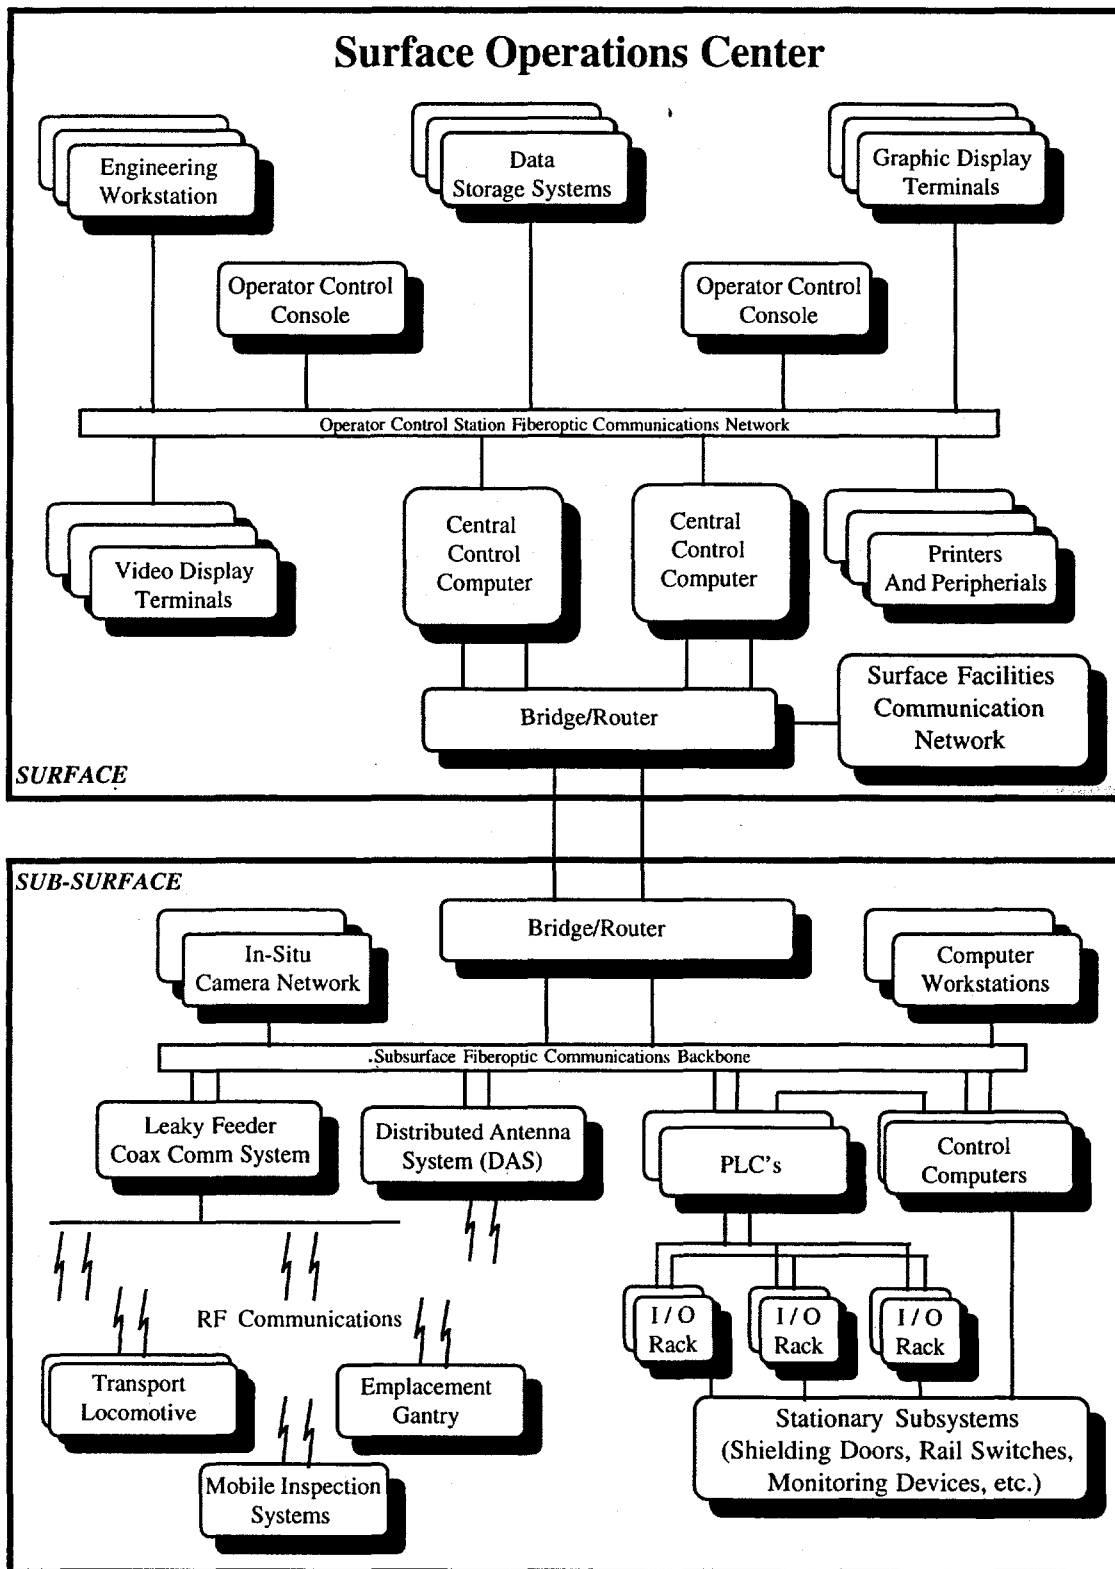 Surface Operations Center
Engineering
Workstation
Data
Storage Systems
Graphic Display
Terminals
Operator Control
Console
Operator Control
Console
Operator Control Station Fiberoptic Communications Network
Video Display
Terminals
Central
Control
Computer
Central
Control
Computer
Printers
And Peripherials
Bridge/Router
Surface Facilities
Communication
Network
SURFACE
SUB-SURFACE
In-Situ
Camera Network
Bridge/Router
Computer
Workstations
Subsurface Fiberoptic Communications Backbone
Leaky Feeder
Coax Comm System
Distributed Antenna
System (DAS)
PLC's
Control
Computers
RF Communications
I / O
Rack
I / O
Rack
I / O
Rack
Transport
Locomotive
Emplacement
Gantry
Mobile Inspection
Systems
Stationary Subsystems
(Shielding Doors, Rail Switches,
Monitoring Devices, etc.)